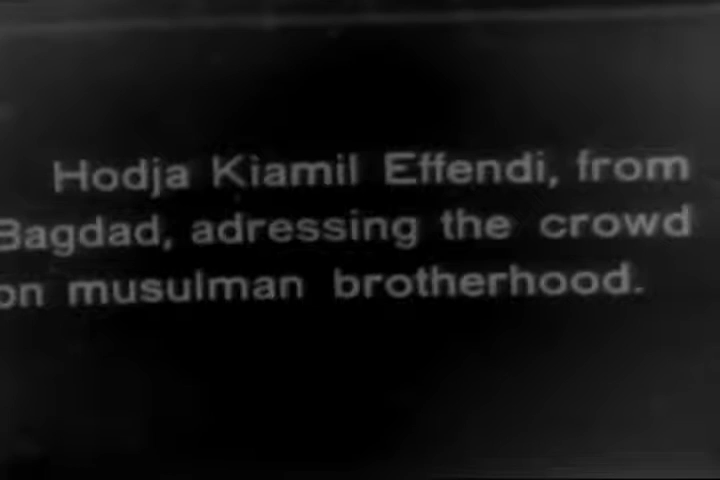 Hodja Kiamil Effendi, from
Bagdad, adressing the crowd
on musulman brotherhood.